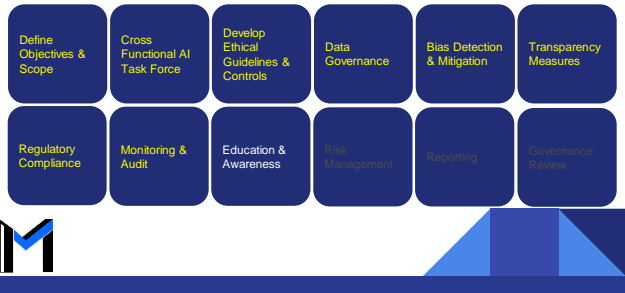 Define
Objectives &
Scope
Cross
Functional AI
Task Force
Develop
Ethical
Guidelines &
Controls
Data
Governance
Bias Detection
& Mitigation
Transparency
Measures
Regulatory
Compliance
Monitoring &
Audit
Education &
Awareness
Risk
Management
Reporting
Governance
Review